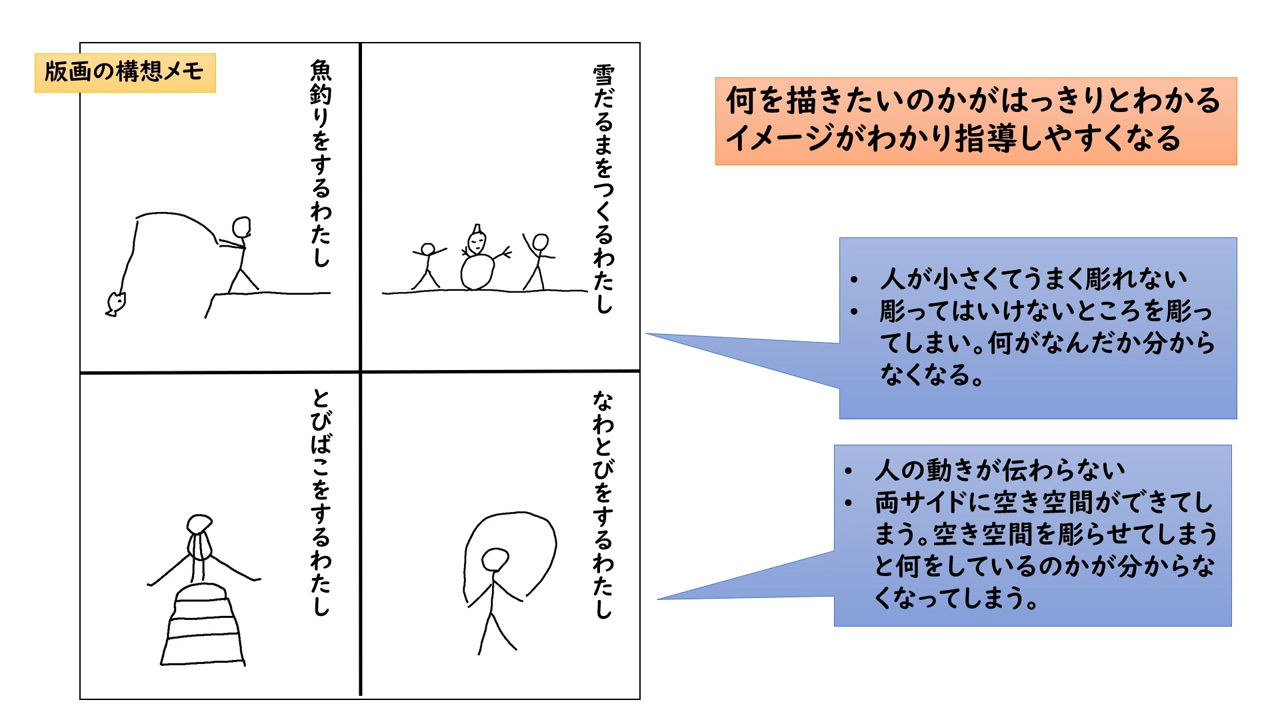 版画の構想メモ
魚釣りをするわたし
雪だるまをつくるわたし
とびばこをするわたし
なわとびをするわたし
何を描きたいのかがはっきりとわかる
イメージがわかり指導しやすくなる
• 人が小さくてうまく彫れない
• 彫ってはいけないところを彫っ
てしまい。何がなんだか分から
なくなる。
• 人の動きが伝わらない
• 両サイドに空き空間ができてし
まう。空き空間を彫らせてしまう
と何をしているのかが分からな
くなってしまう。